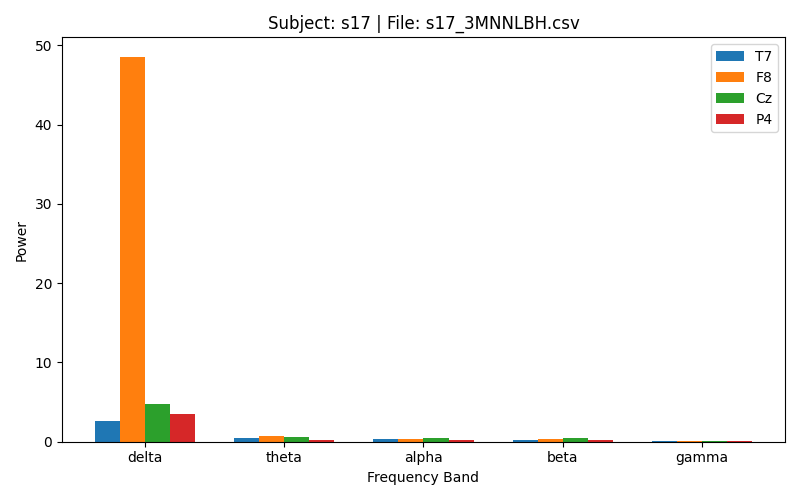 Subject: s17 | File: s17_3MNNLBH.csv
50
40
30
20
10
0
Power
T7
F8
Cz
P4
delta theta alpha beta gamma
Frequency Band